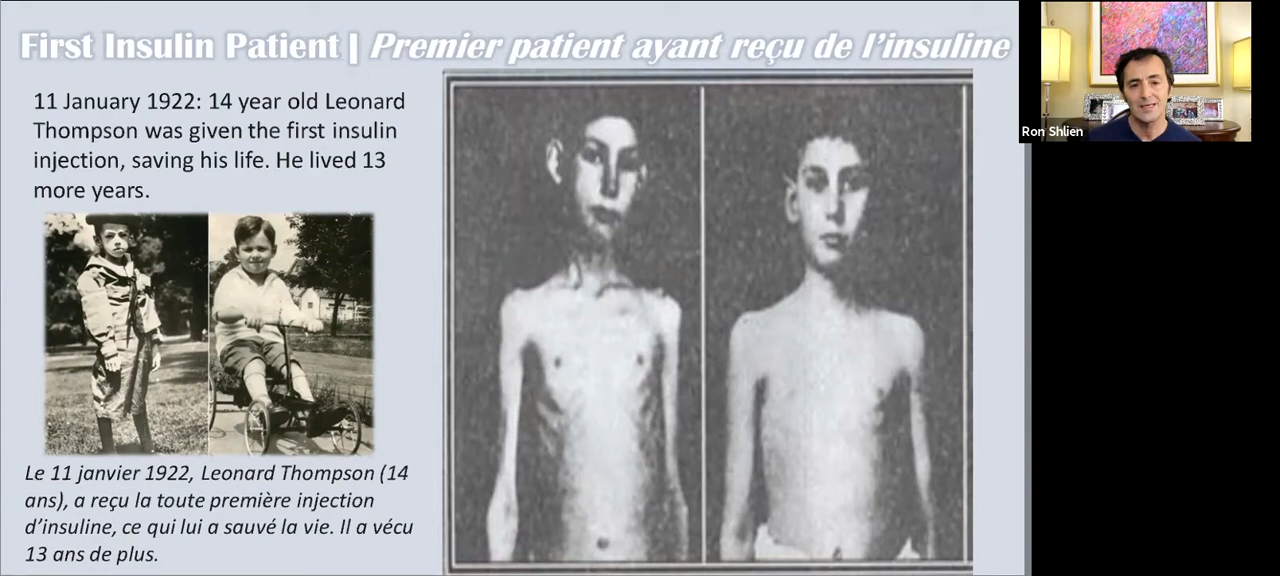 First Insulin Patient | Premier patient ayant reçu de l’insuline
11 January 1922: 14 year old Leonard
Thompson was given the first insulin
injection, saving his life. He lived 13
more years.
Le 11 janvier 1922, Leonard Thompson (14
ans), a reçu la toute première injection
d’insuline, ce qui lui a sauvé la vie. Il a vécu
13 ans de plus.
Ron Shlien